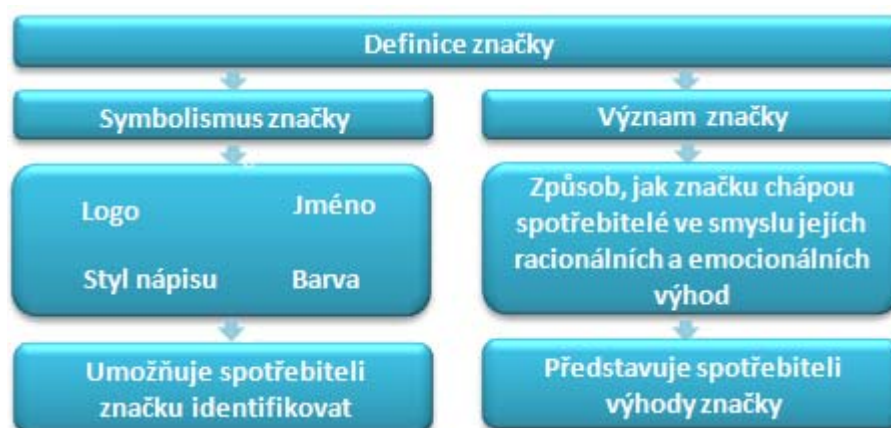 Definice značky
Symbolismus značky
Význam značky
Logo
Jméno
Styl nápisu
Barva
Způsob, jak značku chápou
spotřebitelé ve smyslu jejích
racionálních a emocionálních
výhod
Umožňuje spotřebiteli
značku identifikovat
Představuje spotřebiteli
výhody značky